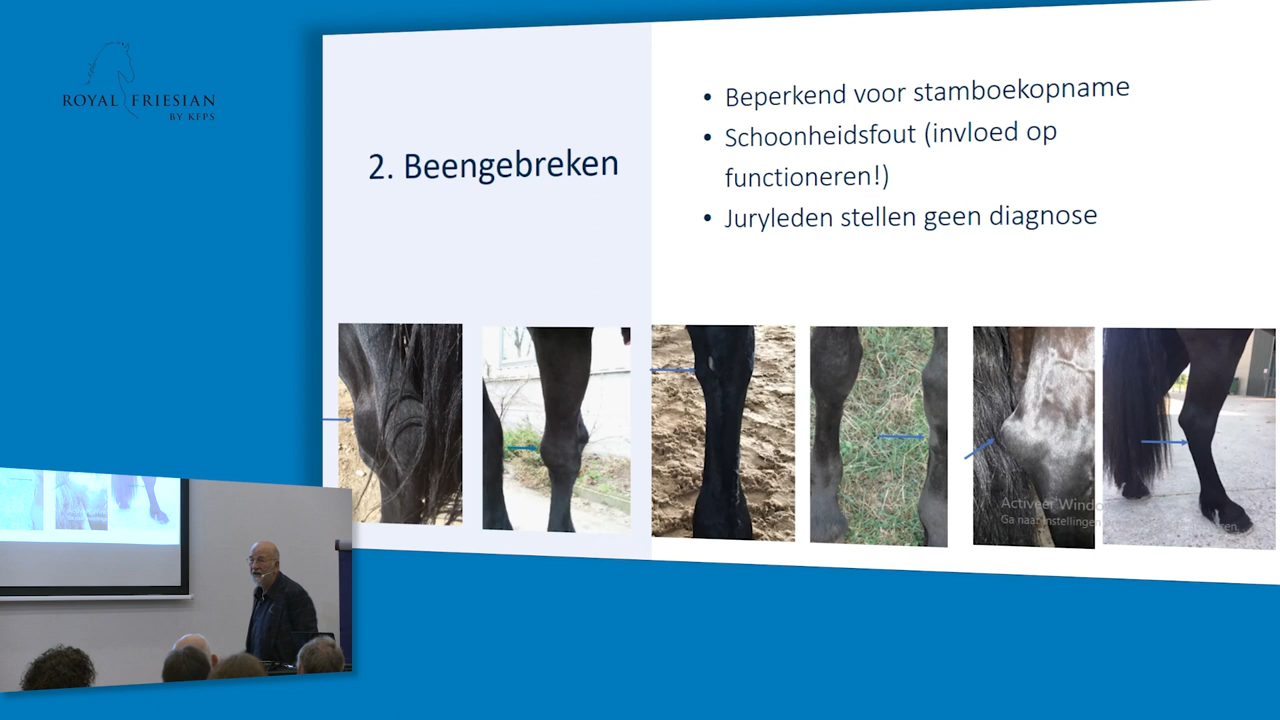 ROYAL FRIESIAN
BY KFPS
2. Beengebreken
• Beperkend voor stamboekopname
• Schoonheidsfout (invloed op
functioneren!)
• Juryleden stellen geen diagnose
Activeer Windo
Ga naar instellingen